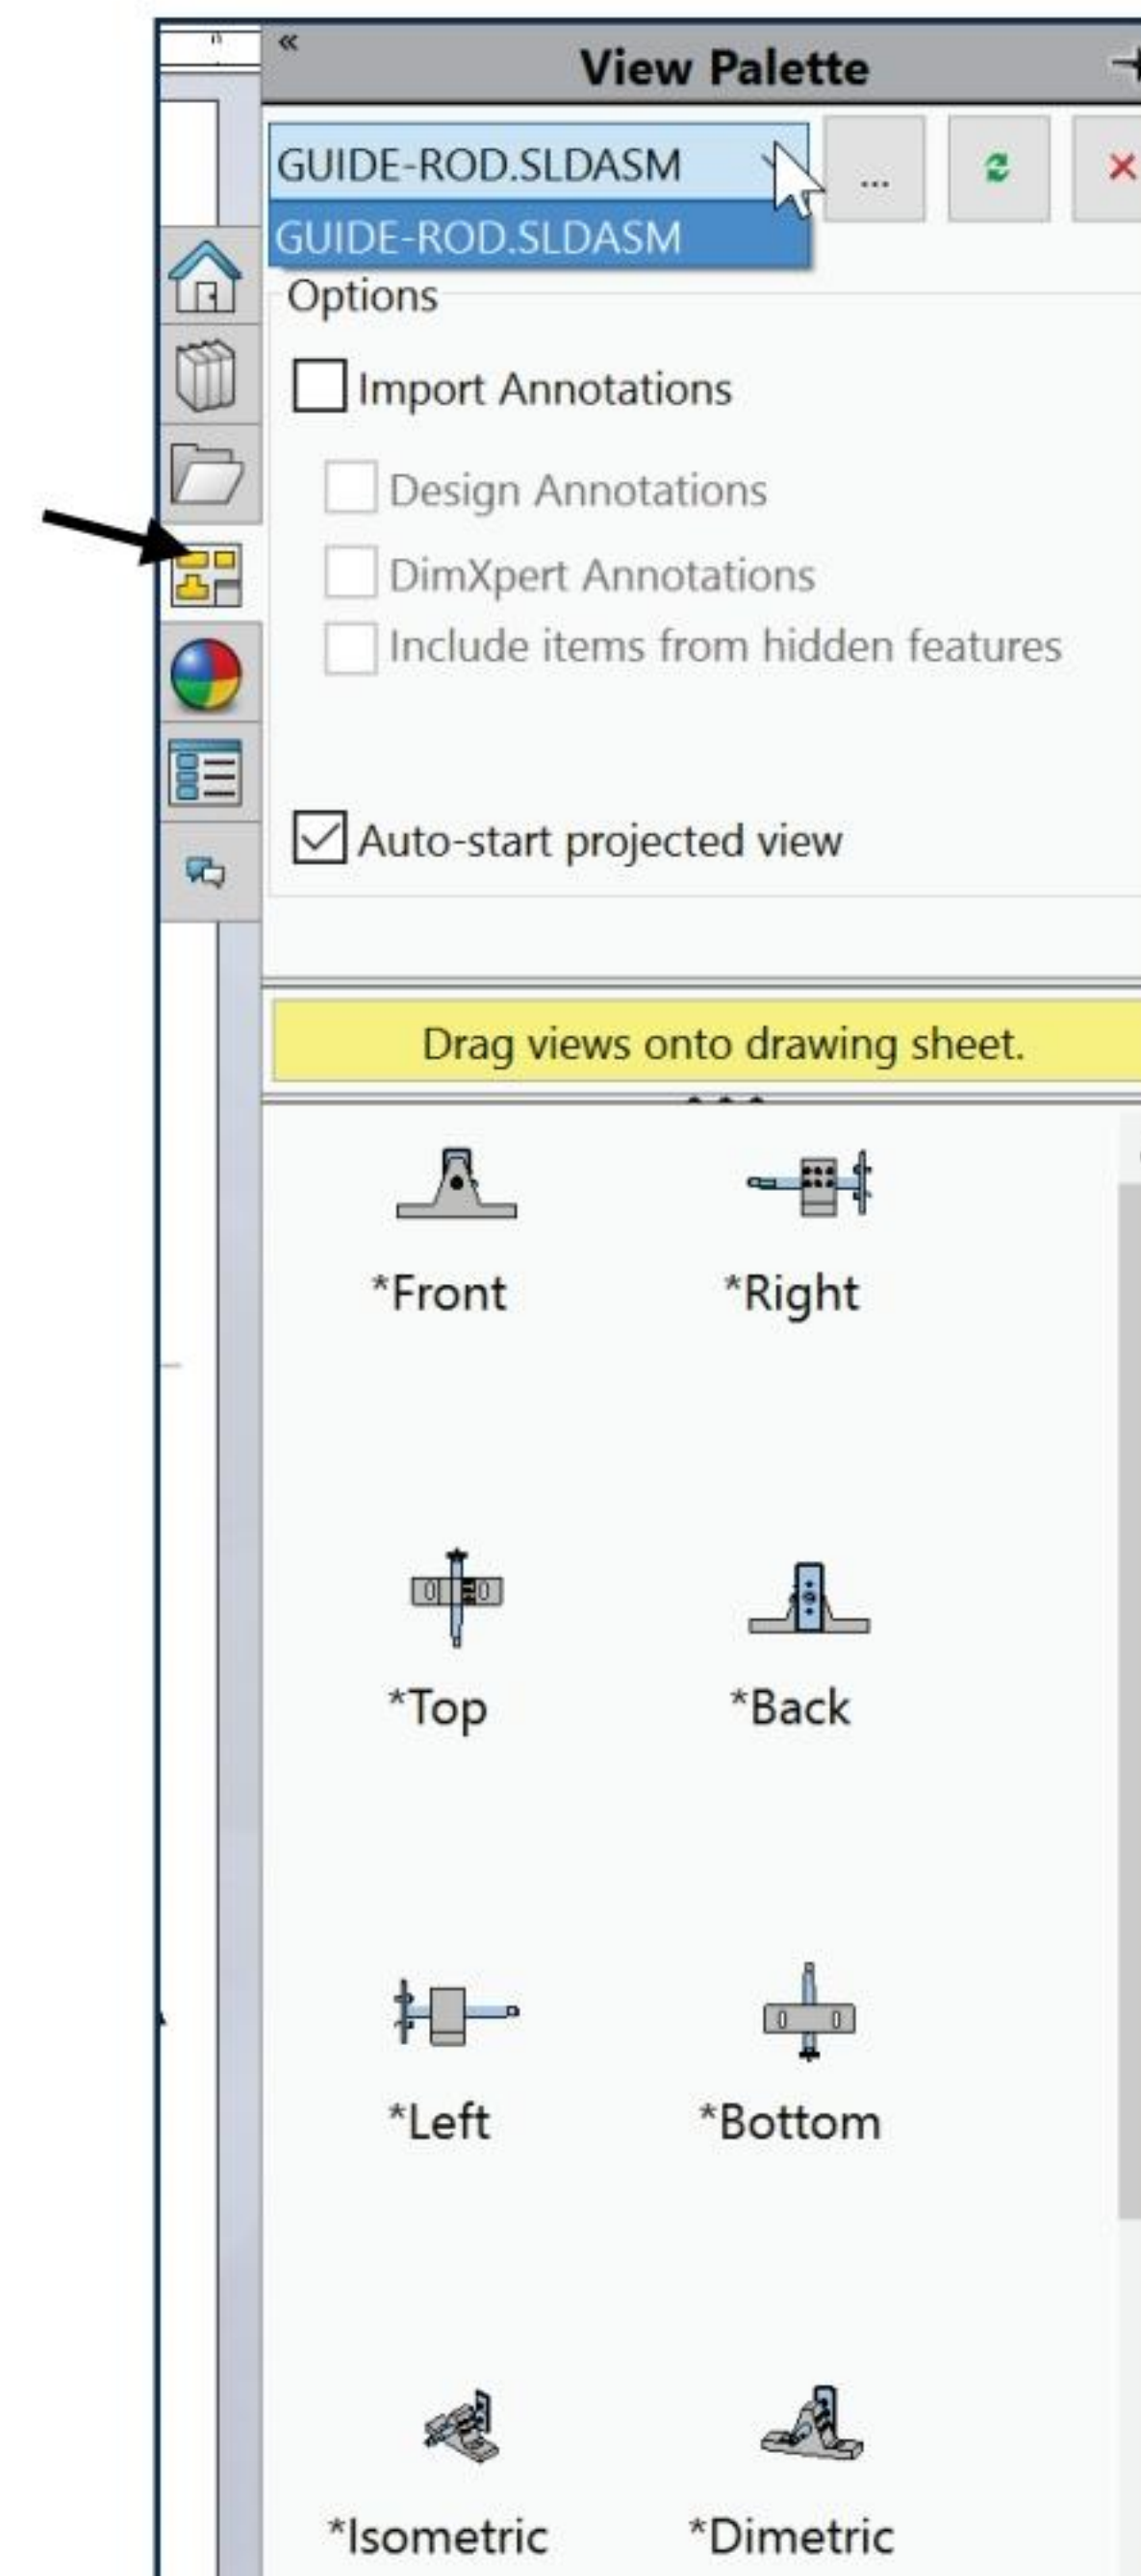 «
View Palette
GUIDE-ROD.SLDASM
...
GUIDE-ROD.SLDASM
Options
Import Annotations
Design Annotations
DimXpert Annotations
Include items from hidden features
Auto-start projected view
Drag views onto drawing sheet.
*Front *Right
*Top *Back
*Left *Bottom
*Isometric *Dimetric